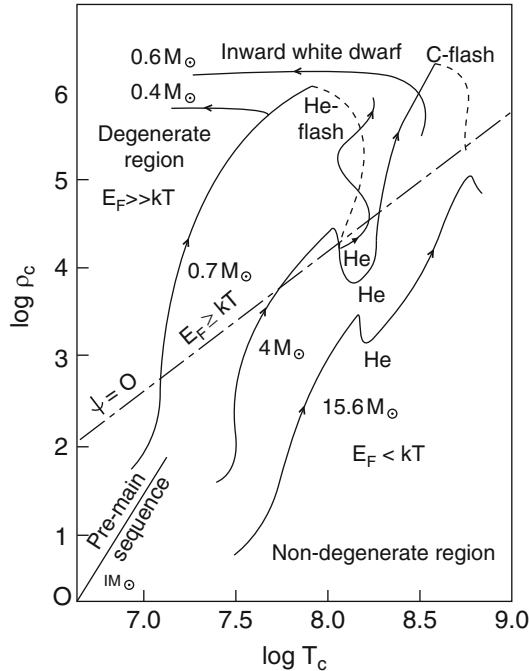 0.6 M⊙
Inward white dwarf
C-flash
0.4 M⊙
He-
flash
Degenerate
region
E_F>>kT
6
5
4
3
2
1
O
log ρ_c
0.7 M⊙
E_F ≥ kT
He
He
4 M⊙
He
ψ = O
15.6 M⊙
E_F < kT
Pre-main
sequence
IM⊙
Non-degenerate region
7.0
7.5
8.0
8.5
9.0
log T_c